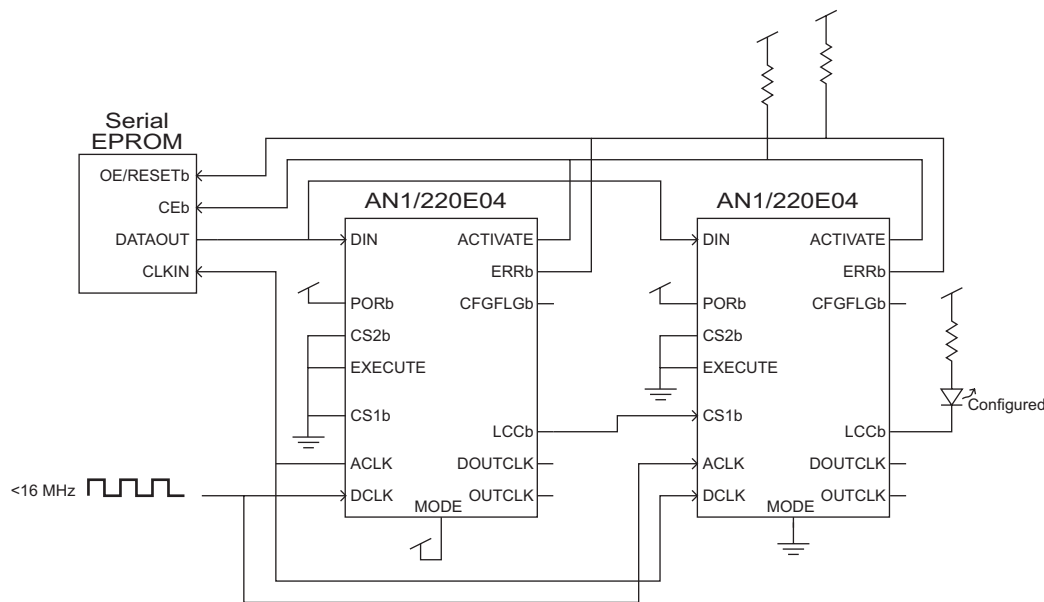 Serial
EPROM
OE/RESETb
CEb
DATAOUT
CLKIN
AN1/220E04
DIN
PORb
CS2b
EXECUTE
CS1b
ACLK
DCLK
ACTIVATE
ERRb
CFGFLGb
LCCb
DOUTCLK
OUTCLK
MODE
AN1/220E04
DIN
PORb
CS2b
EXECUTE
CS1b
ACLK
DCLK
ACTIVATE
ERRb
CFGFLGb
LCCb
DOUTCLK
OUTCLK
MODE
Configured
<16 MHz